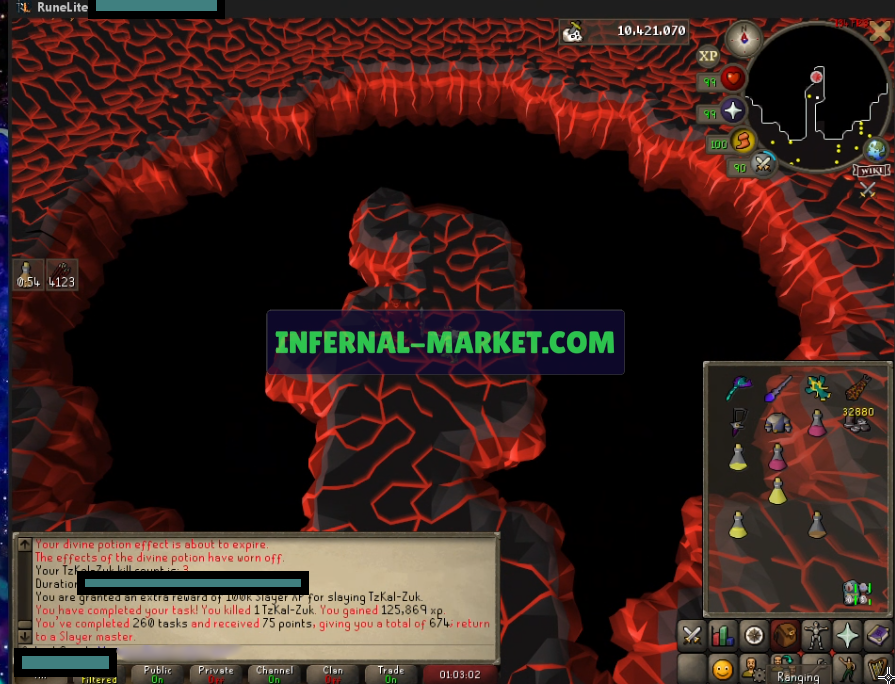 RuneLite
10,421,070
XP
99
99
100
90
WIKI
0:54
4123
INFERNAL-MARKET.COM
32880
Your divine potion effect is about to expire.
The effects of the divine potion have worn off.
Your TzKal-Zuk kill count is: 3
Duration
You are granted an extra reward of 100k Slayer XP for slaying TzKal-Zuk.
You have completed your task! You killed 1 TzKal-Zuk. You gained 125,869 xp.
You've completed 260 tasks and received 75 points, giving you a total of 674; return
to a Slayer master.
Public
Private
Channel
Clan
Trade
Filtered
On
Off
On
Off
On
01:03:02
Ranging